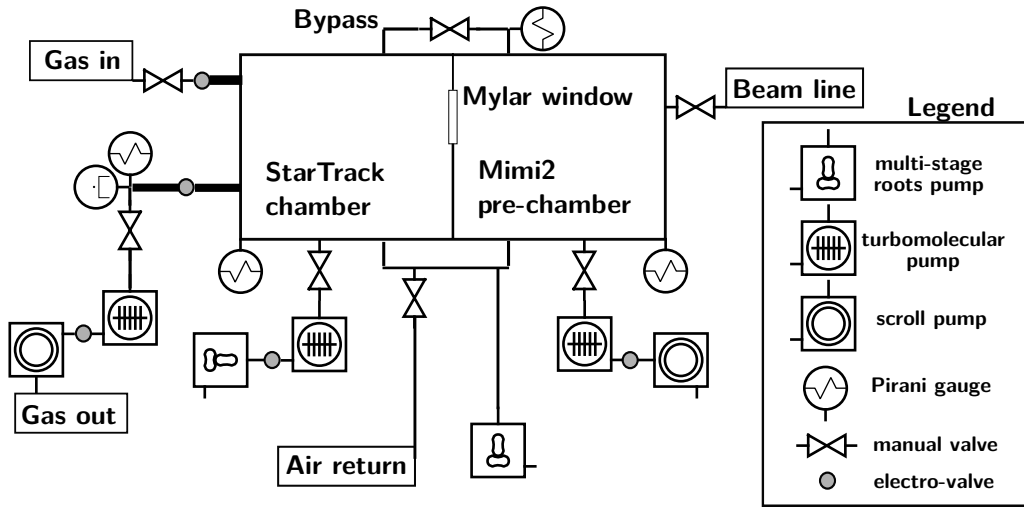 Bypass
Gas in
Mylar window
Beam line
Legend
StarTrack
chamber
Mimi2
pre-chamber
multi-stage
roots pump
turbomolecular
pump
scroll pump
Pirani gauge
Gas out
Air return
manual valve
electro-valve